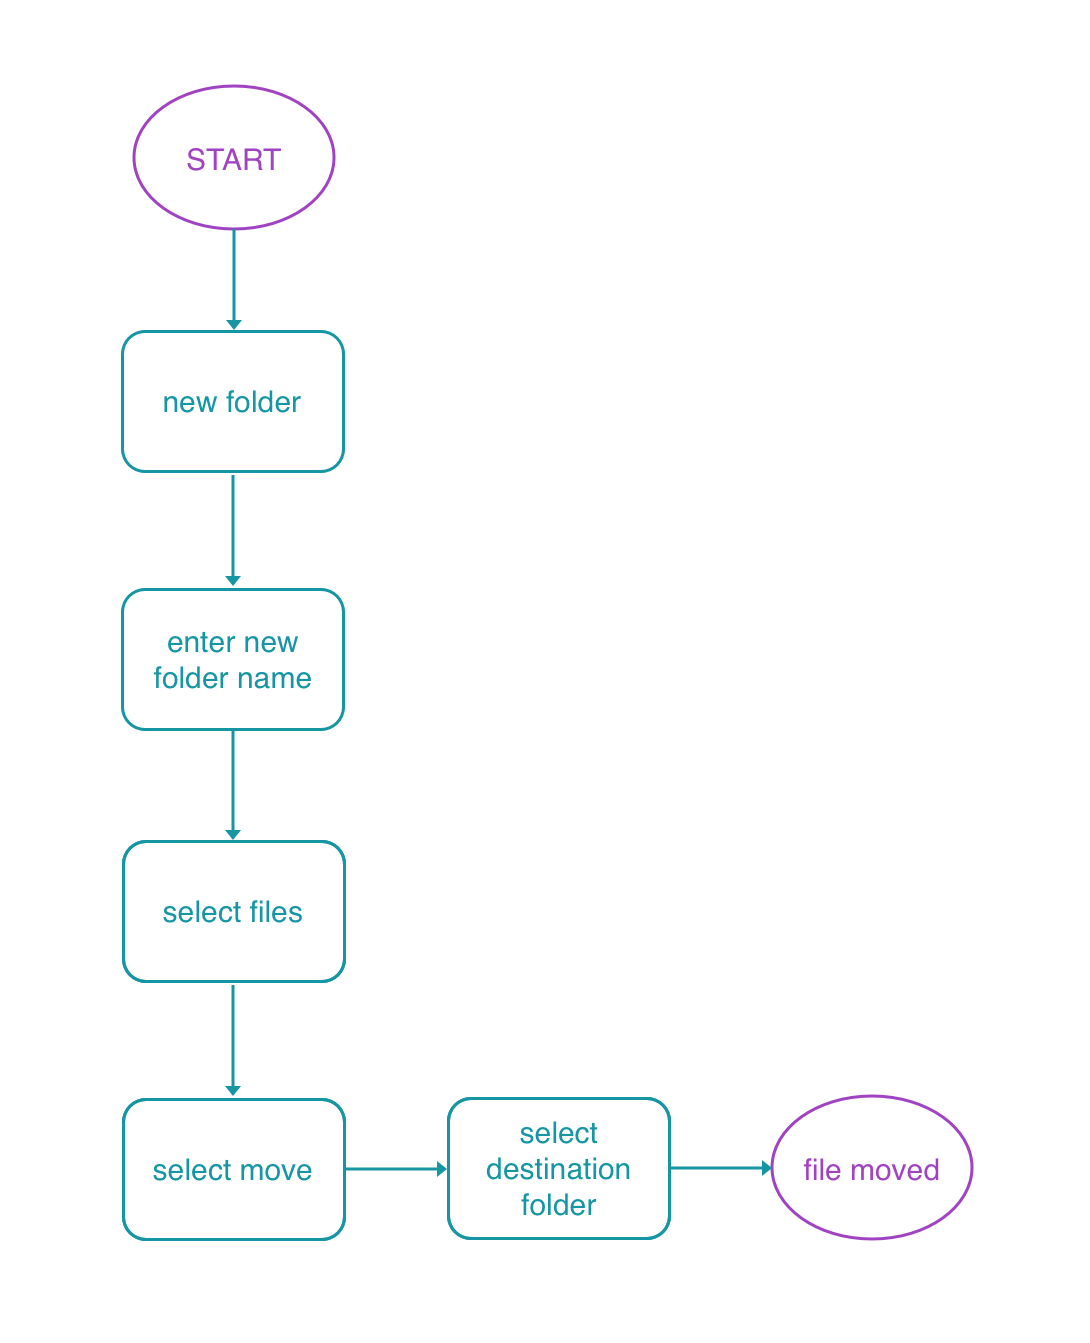 START
new folder
enter new
folder name
select files
select move
select
destination
folder
file moved